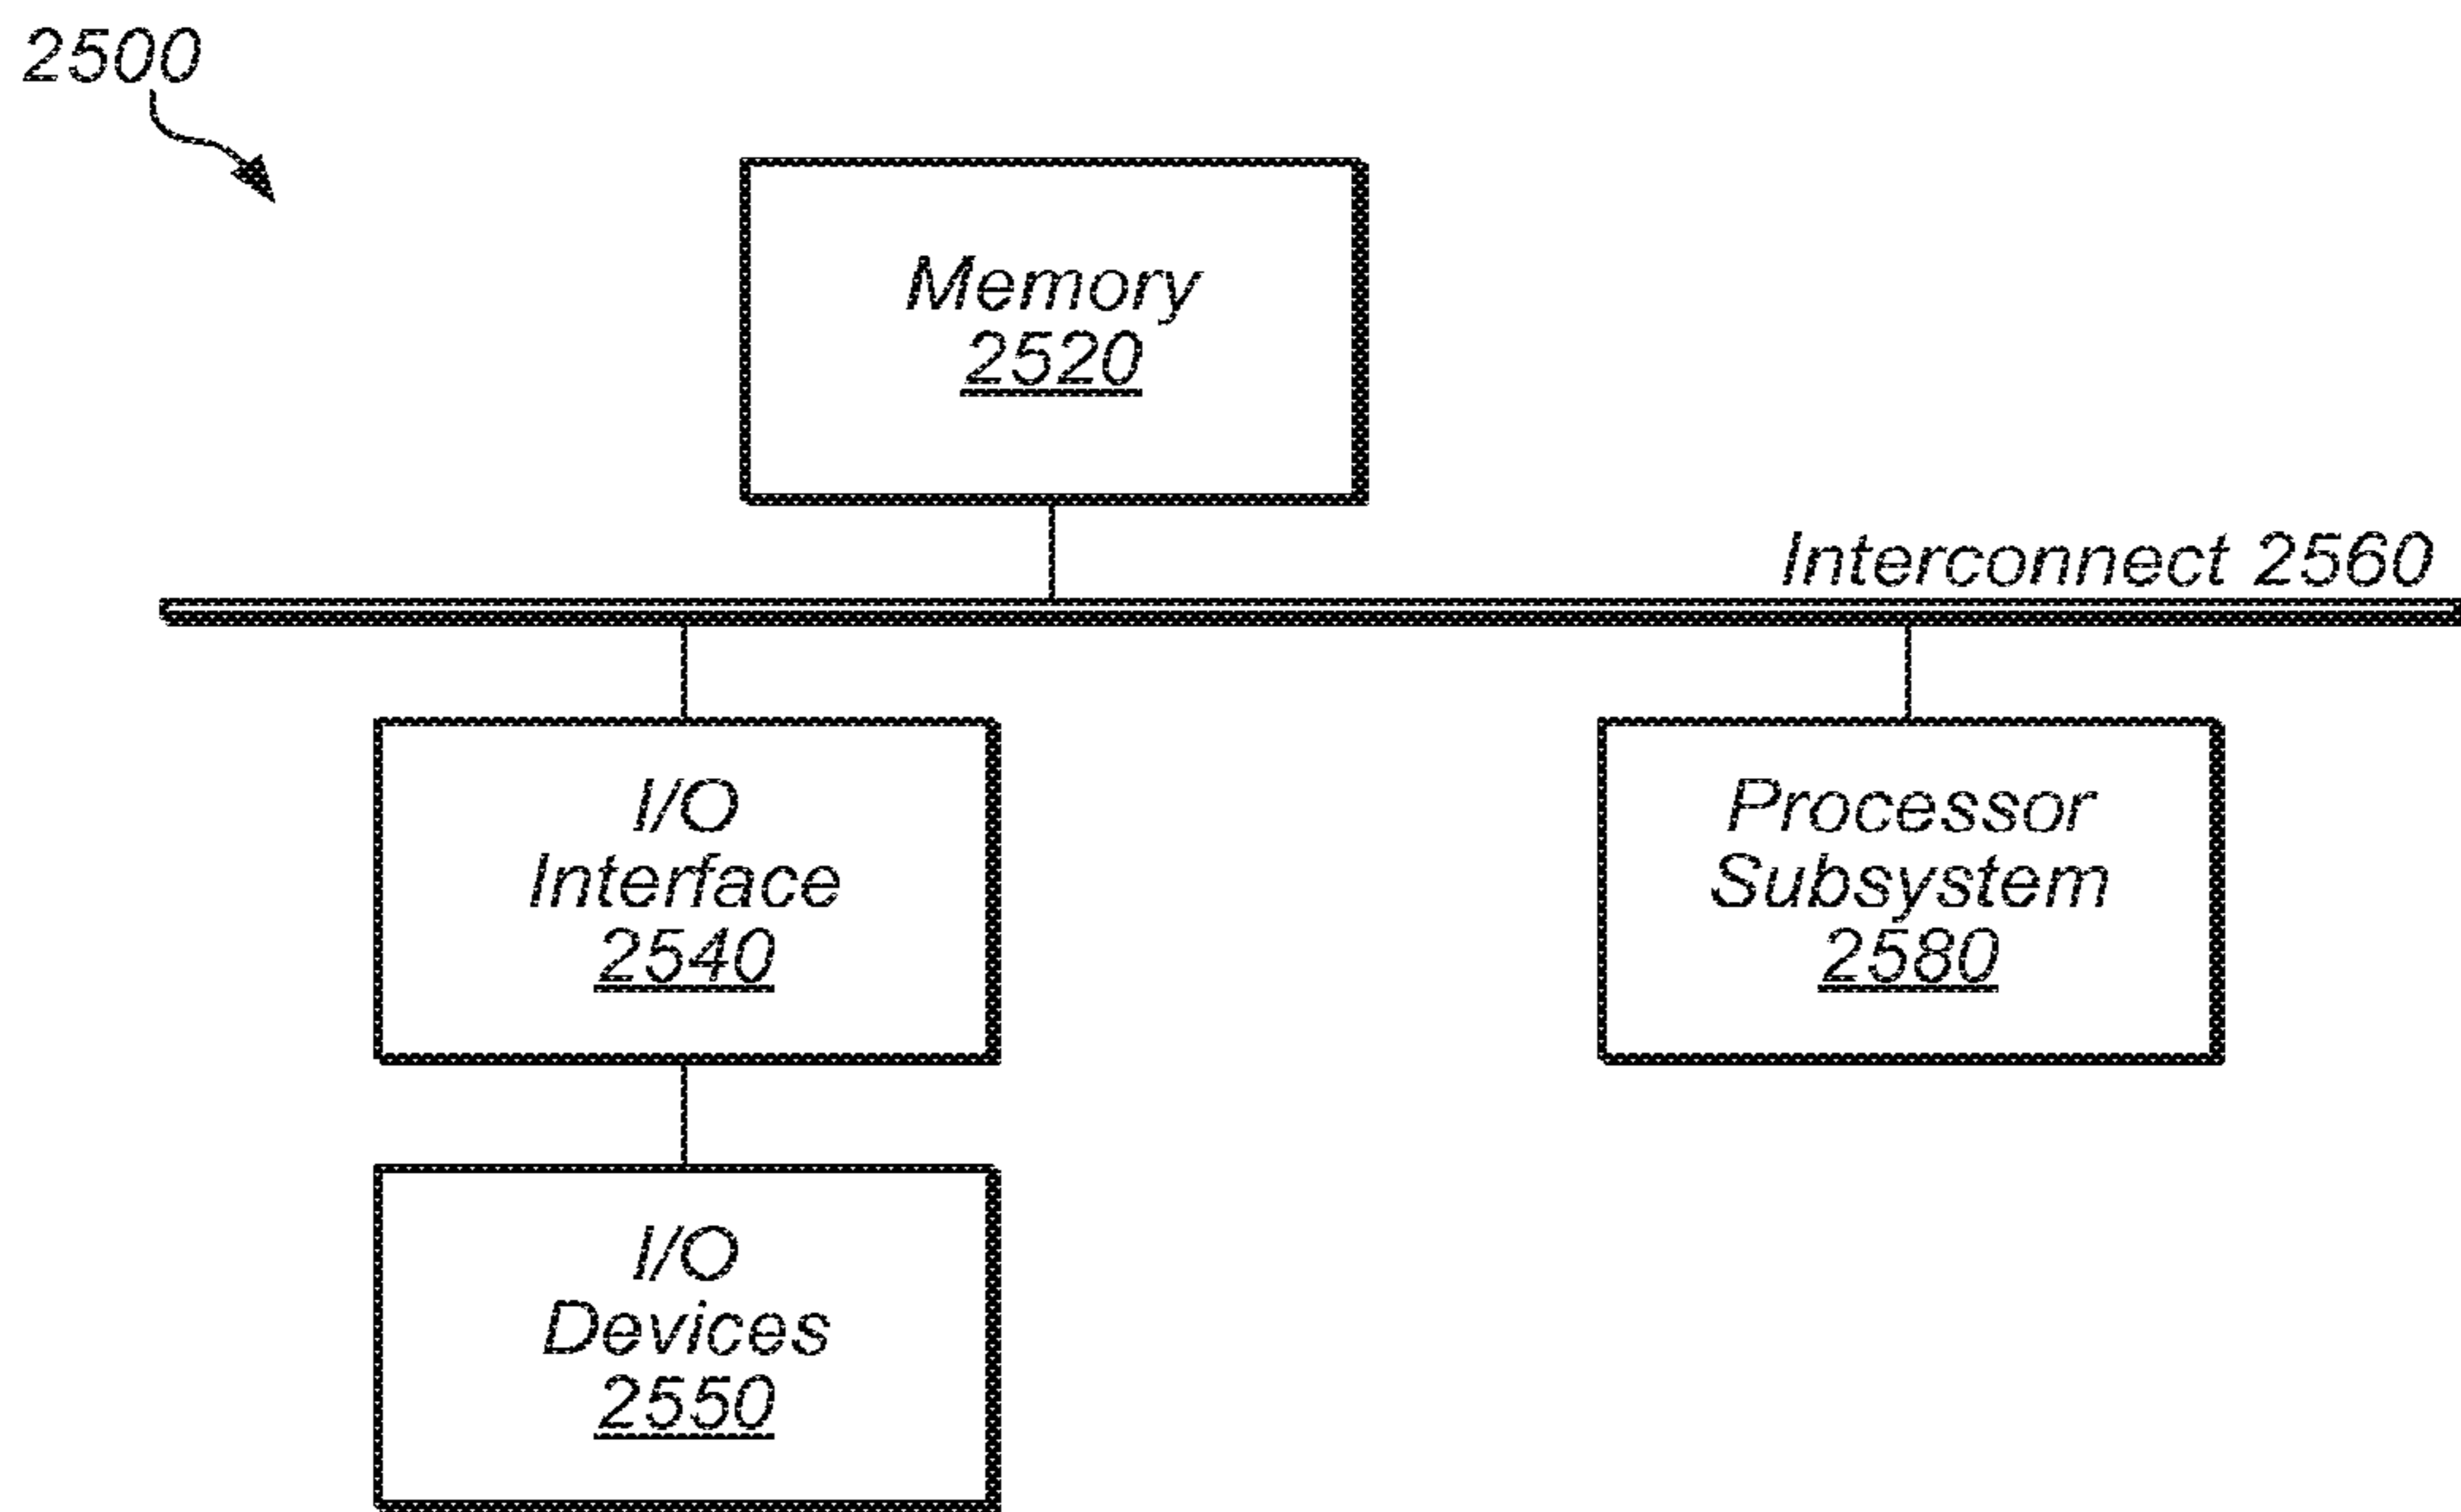 2500
Memory
2520
Interconnect 2560
I/O
Interface
2540
Processor
Subsystem
2580
I/O
Devices
2550